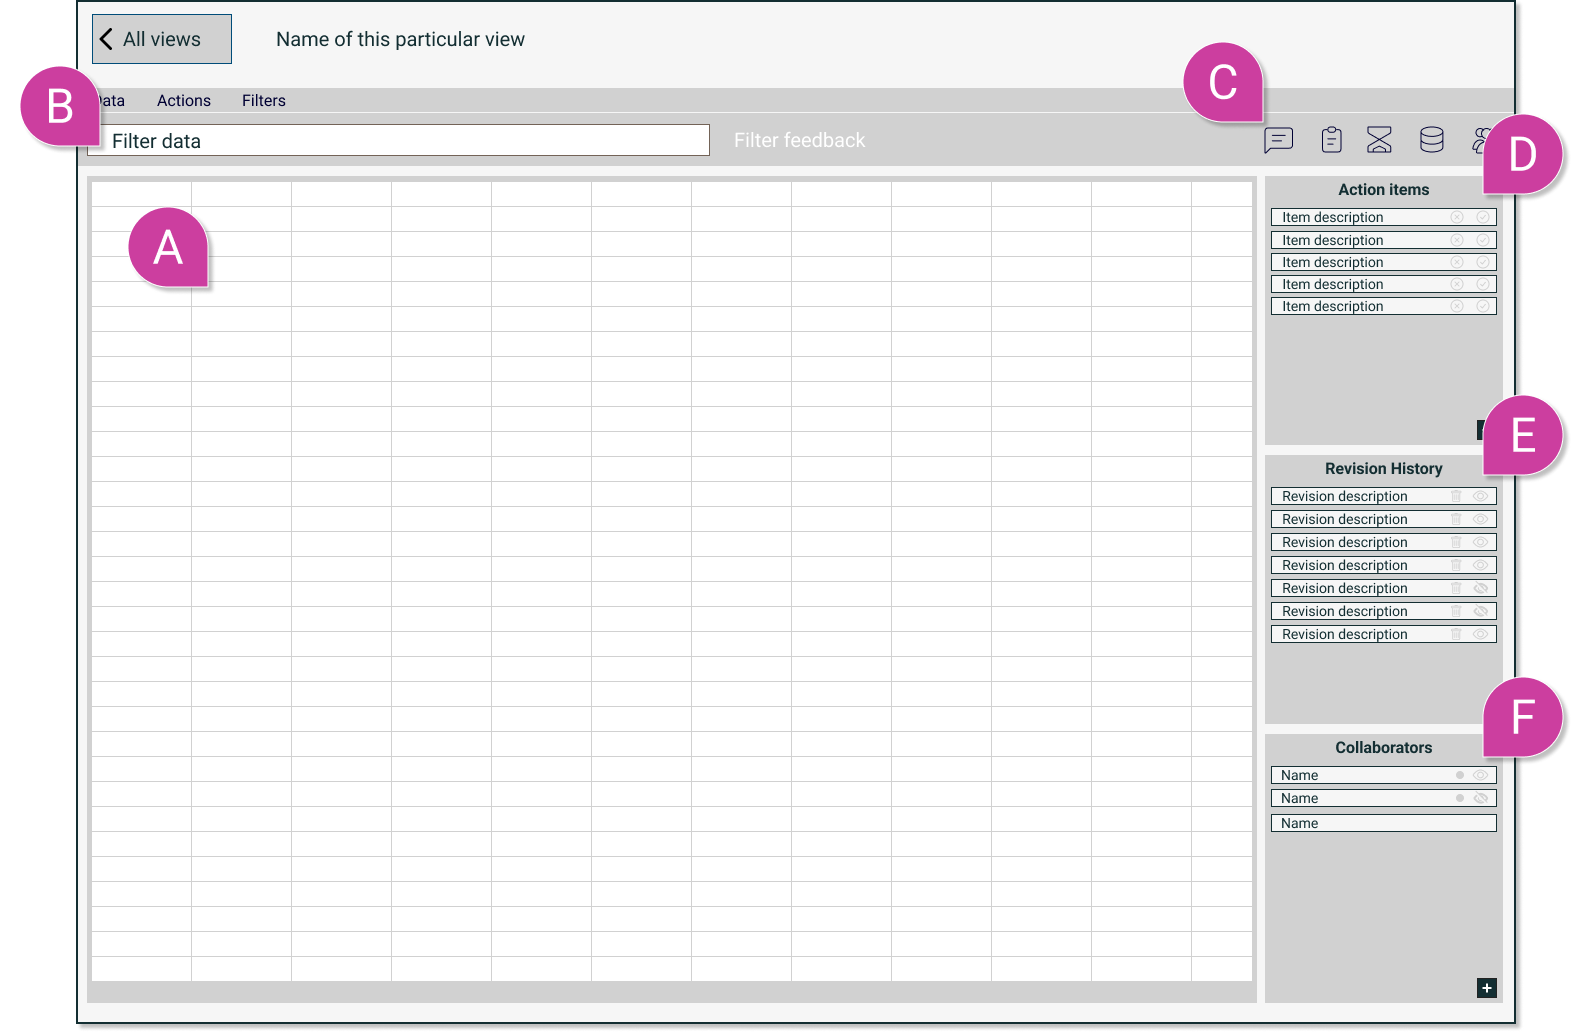 All views
Name of this particular view
B
C
ata Actions Filters
Filter data
Filter feedback
D
A
Action items
Item description
Item description
Item description
Item description
Item description
E
Revision History
Revision description
Revision description
Revision description
Revision description
Revision description
Revision description
Revision description
F
Collaborators
Name
Name
Name